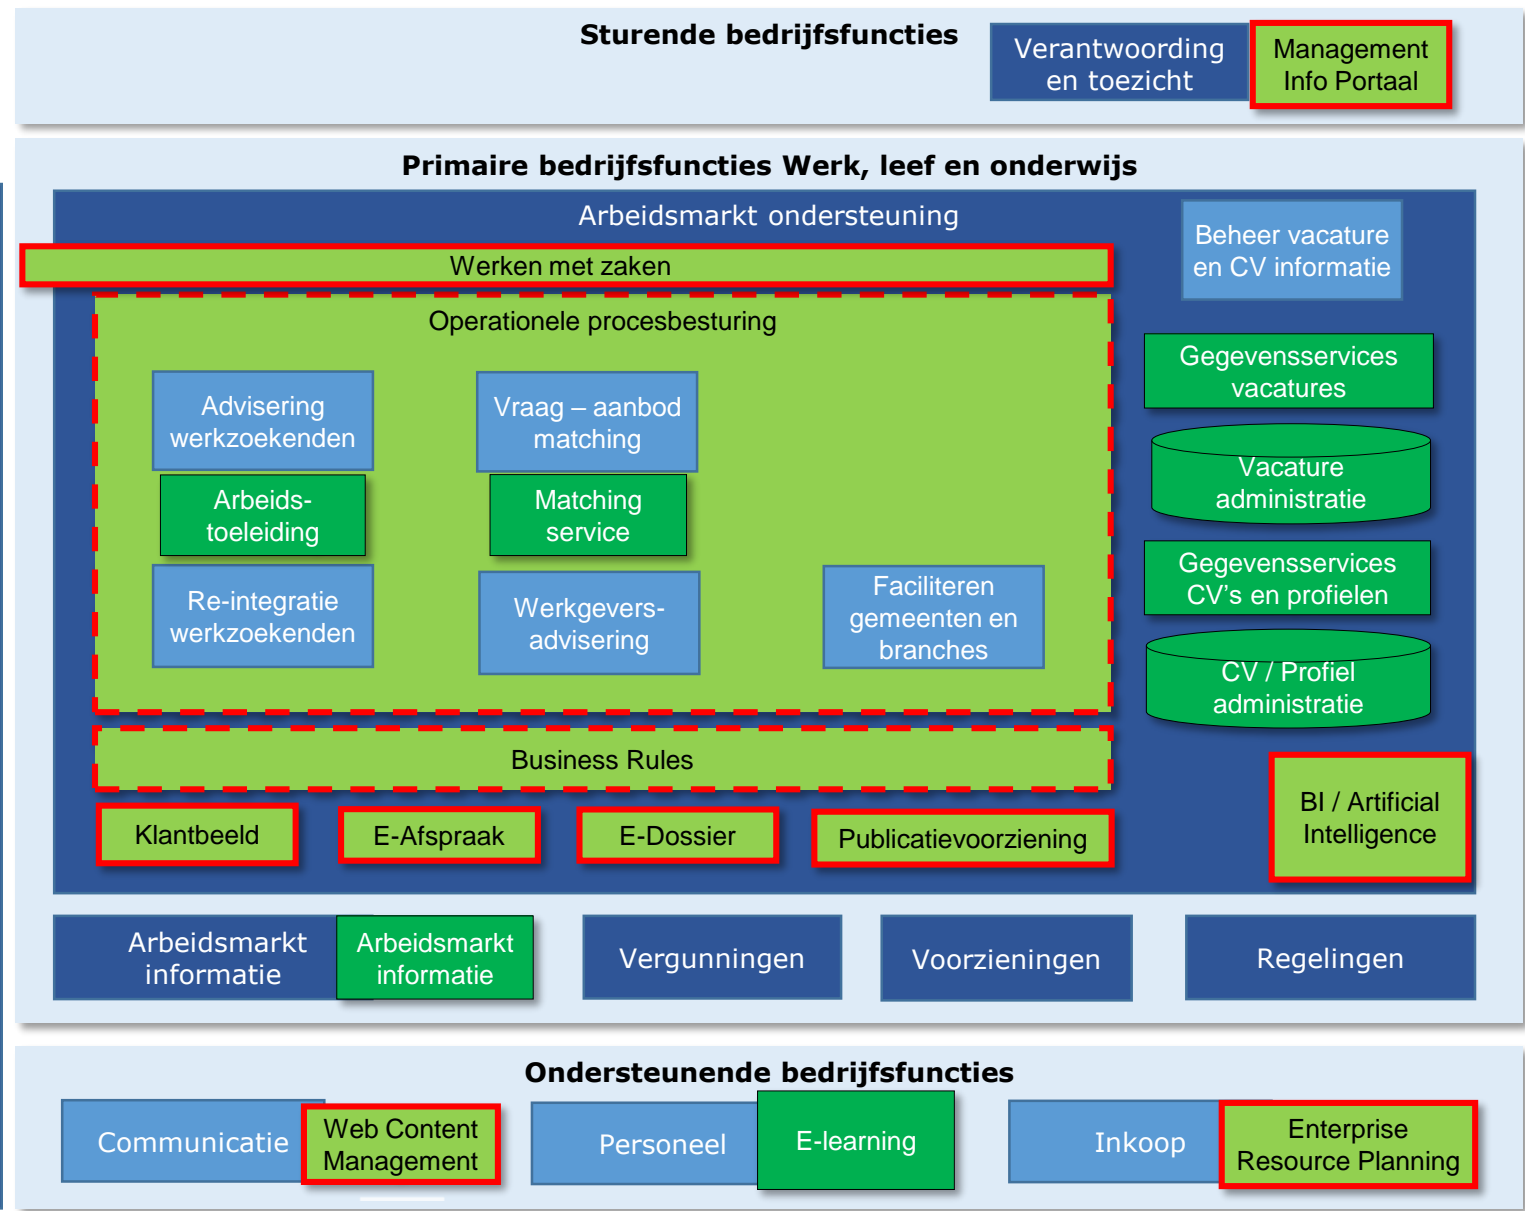 Sturende bedrijfsfuncties
Verantwoording
en toezicht
Management
Info Portaal
Primaire bedrijfsfuncties Werk, leef en onderwijs
Arbeidsmarkt ondersteuning
Beheer vacature
en CV informatie
Werken met zaken
Operationele procesbesturing
Advisering
werkzoekenden
Vraag – aanbod
matching
Arbeids-
toeleiding
Matching
service
Re-integratie
werkzoekenden
Werkgevers-
advisering
Faciliteren
gemeenten en
branches
Gegevensservices
vacatures
Vacature
administratie
Gegevensservices
CV's en profielen
CV / Profiel
administratie
Business Rules
Klantbeeld
E-Afspraak
E-Dossier
Publicatievoorziening
BI / Artificial
Intelligence
Arbeidsmarkt
informatie
Arbeidsmarkt
informatie
Vergunningen
Voorzieningen
Regelingen
Ondersteunende bedrijfsfuncties
Communicatie
Web Content
Management
Personeel
E-learning
Inkoop
Enterprise
Resource Planning